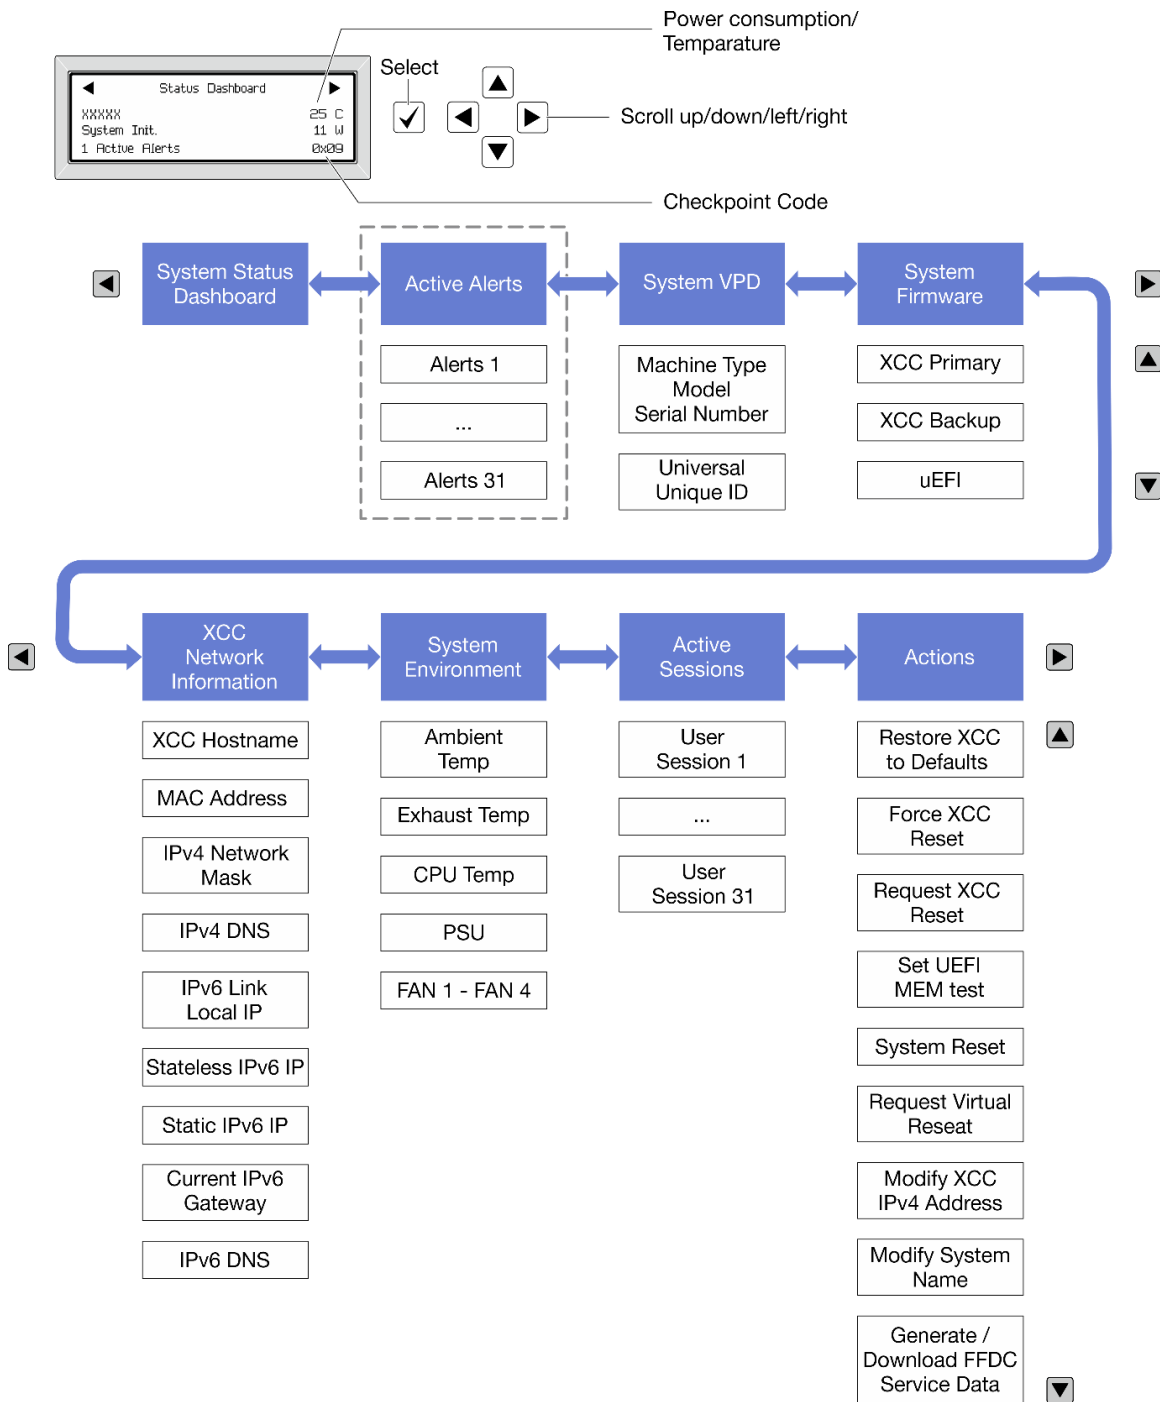 Power consumption/
Temparature
Select
Status Dashboard
XXXXX 25 C
System Init. 11 W
1 Active Alerts 0x09
Scroll up/down/left/right
Checkpoint Code
System Status
Dashboard
Active Alerts
System VPD
System
Firmware
Alerts 1
...
Alerts 31
Machine Type
Model
Serial Number
Universal
Unique ID
XCC Primary
XCC Backup
uEFI
XCC
Network
Information
System
Environment
Active
Sessions
Actions
XCC Hostname
MAC Address
IPv4 Network
Mask
IPv4 DNS
IPv6 Link
Local IP
Stateless IPv6 IP
Static IPv6 IP
Current IPv6
Gateway
IPv6 DNS
Ambient
Temp
Exhaust Temp
CPU Temp
PSU
FAN 1 - FAN 4
User
Session 1
...
User
Session 31
Restore XCC
to Defaults
Force XCC
Reset
Request XCC
Reset
Set UEFI
MEM test
System Reset
Request Virtual
Reseat
Modify XCC
IPv4 Address
Modify System
Name
Generate /
Download FFDC
Service Data